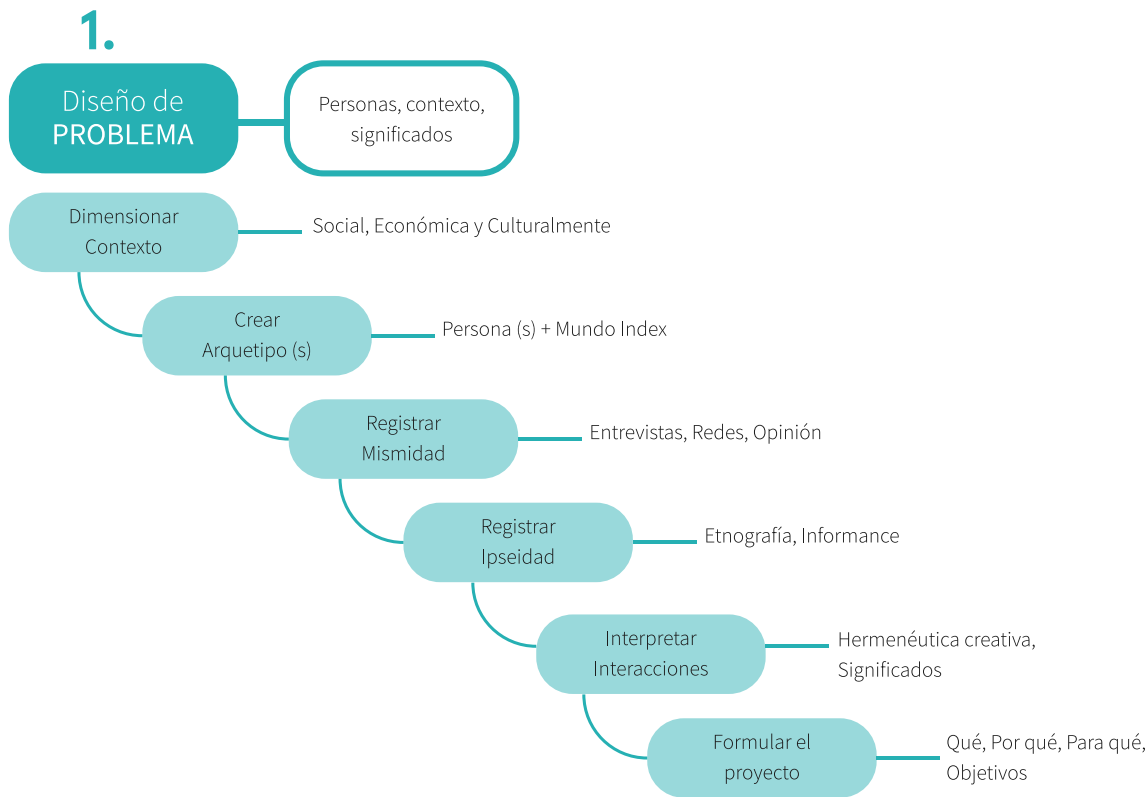 1.
Diseño de
PROBLEMA
Personas, contexto,
significados
Dimensionar
Contexto
Social, Económica y Culturalmente
Crear
Arquetipo (s)
Persona (s) + Mundo Index
Registrar
Mismidad
Entrevistas, Redes, Opinión
Registrar
Ipseidad
Etnografía, Informance
Interpretar
Interacciones
Hermenéutica creativa,
Significados
Formular el
proyecto
Qué, Por qué, Para qué,
Objetivos